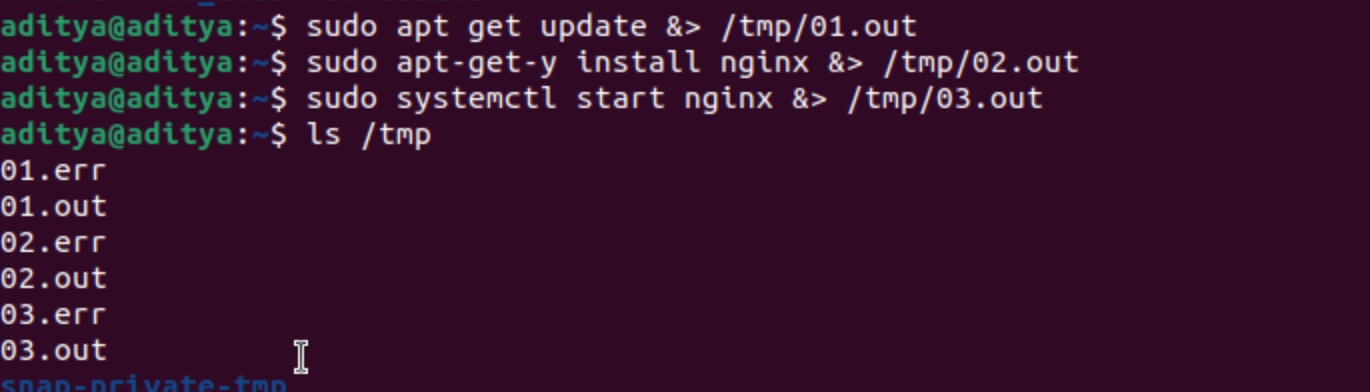 aditya@aditya:~$ sudo apt get update &> /tmp/01.out
aditya@aditya:~$ sudo apt-get-y install nginx &> /tmp/02.out
aditya@aditya:~$ sudo systemctl start nginx &> /tmp/03.out
aditya@aditya:~$ ls /tmp
01.err
01.out
02.err
02.out
03.err
03.out
snap-private-tmp